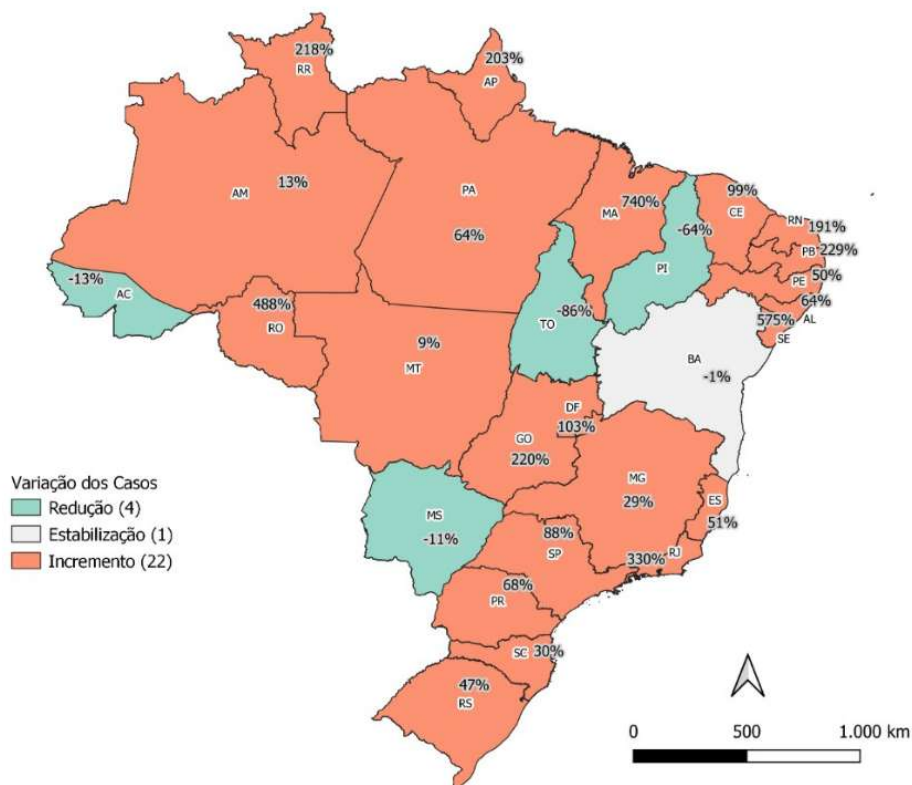 218%
RR
203%
AP
AM
13%
PA
64%
MA
740%
-64%
PI
99%
CE
RN
191%
PB
229%
50%
PE
64%
AL
575%
SE
-13%
AC
488%
RO
TO
-86%
9%
MT
BA
-1%
DF
103%
GO
220%
MG
29%
ES
51%
MS
-11%
88%
SP
330%
RJ
68%
PR
SC
30%
47%
RS
Variação dos Casos
Redução (4)
Estabilização (1)
Incremento (22)
0 500 1.000 km